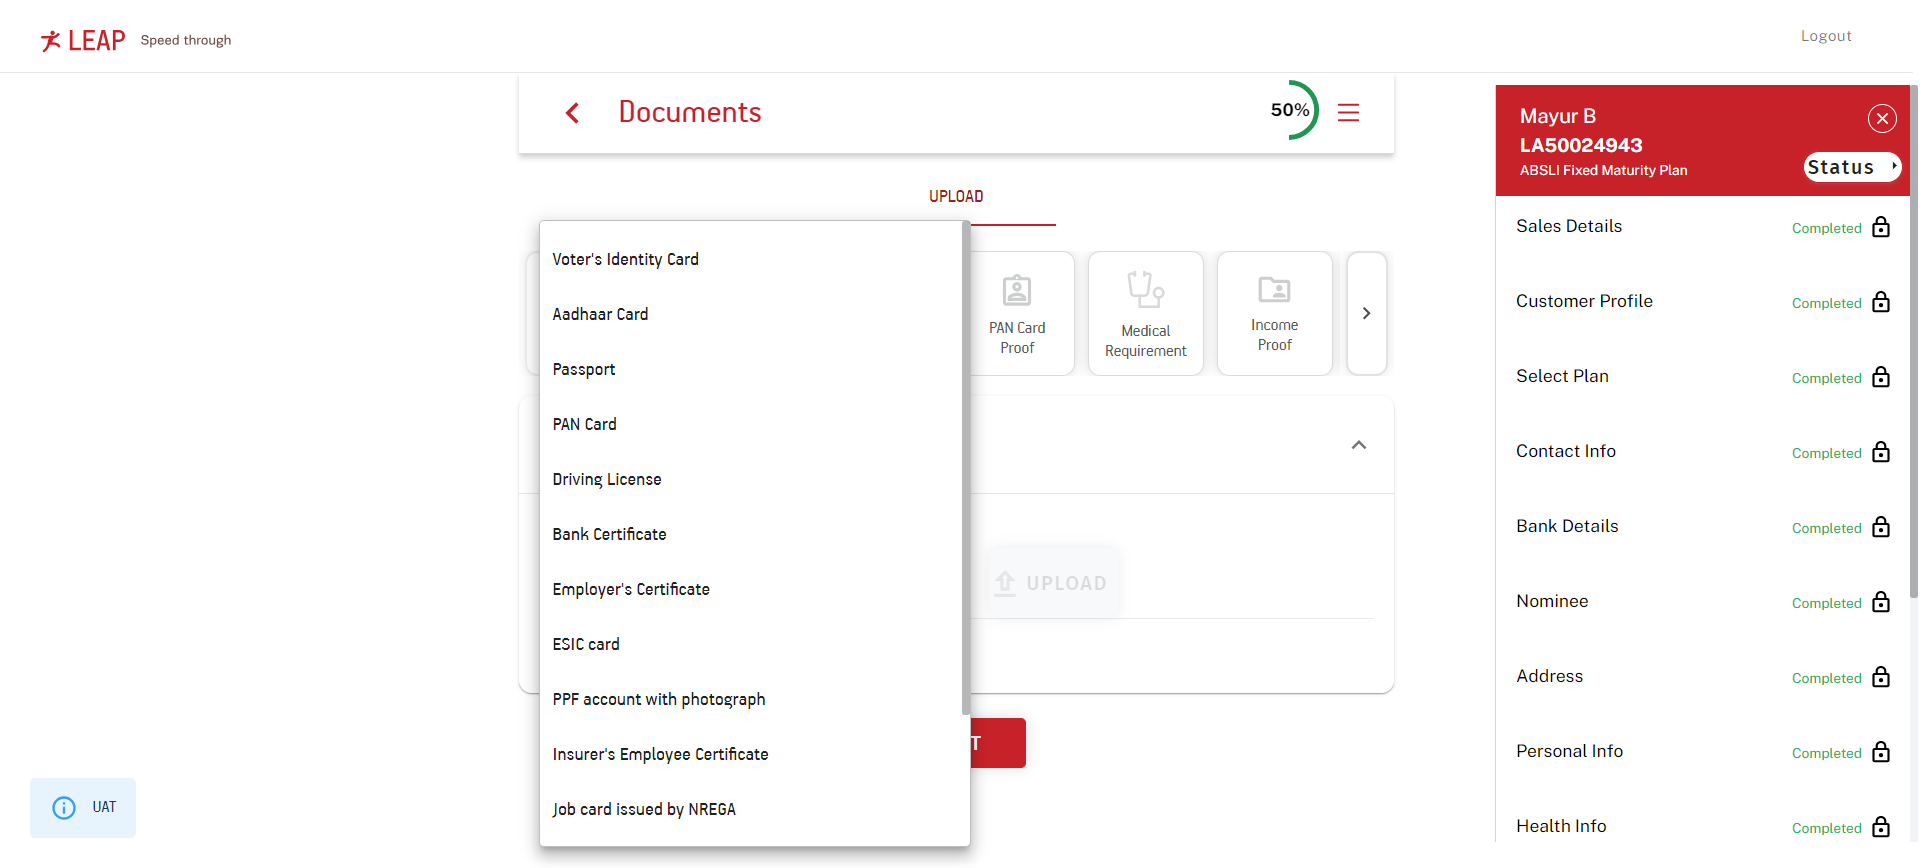 LEAP Speed through
Logout
Documents
50%
UPLOAD
Voter's Identity Card
Aadhaar Card
Passport
PAN Card
Driving License
Bank Certificate
Employer's Certificate
ESIC card
PPF account with photograph
Insurer's Employee Certificate
Job card issued by NREGA
PAN Card
Proof
Medical
Requirement
Income
Proof
UPLOAD
T
UAT
Mayur B
LA50024943
ABSLI Fixed Maturity Plan
Status
Sales Details Completed
Customer Profile Completed
Select Plan Completed
Contact Info Completed
Bank Details Completed
Nominee Completed
Address Completed
Personal Info Completed
Health Info Completed